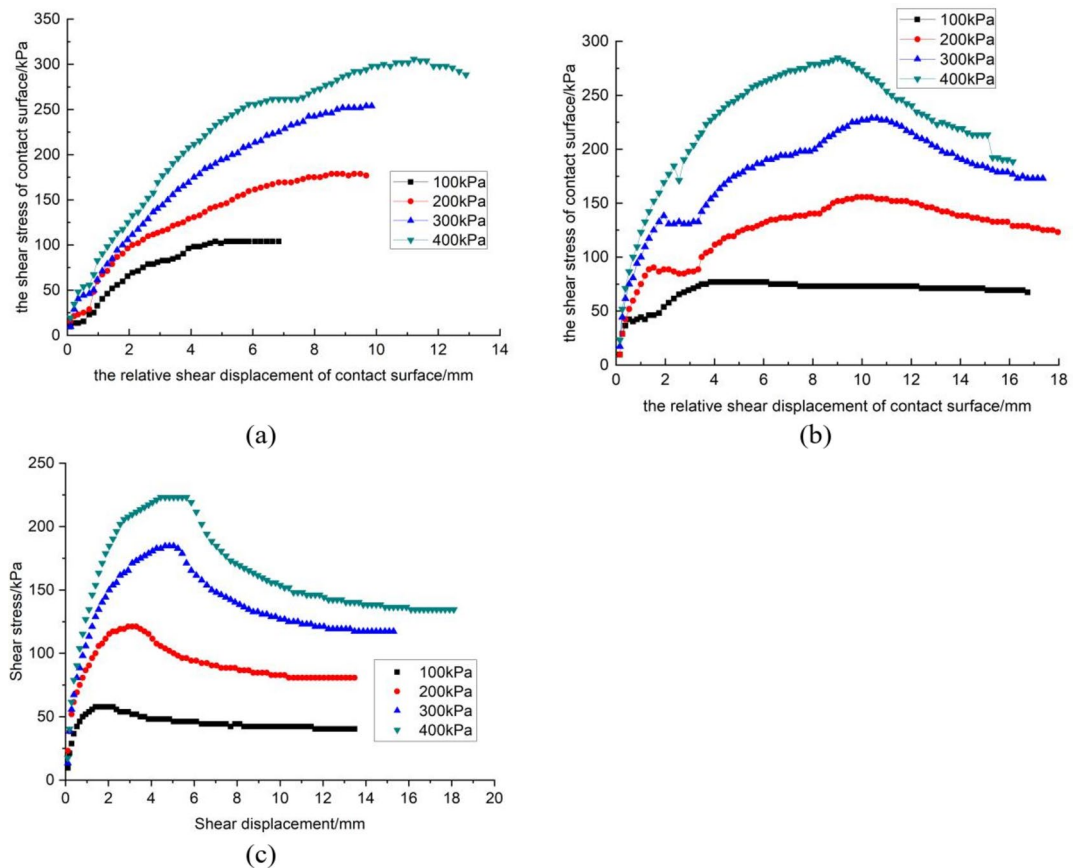 350
300
250
200
150
100
50
0
the shear stress of contact surface/kPa
100kPa
200kPa
300kPa
400kPa
0 2 4 6 8 10 12 14
the relative shear displacement of contact surface/mm
(a)
300
250
200
150
100
50
0
the shear stress of contact surface/kPa
100kPa
200kPa
300kPa
400kPa
0 2 4 6 8 10 12 14 16 18
the relative shear displacement of contact surface/mm
(b)
250
200
150
100
50
0
Shear stress/kPa
100kPa
200kPa
300kPa
400kPa
0 2 4 6 8 10 12 14 16 18 20
Shear displacement/mm
(c)